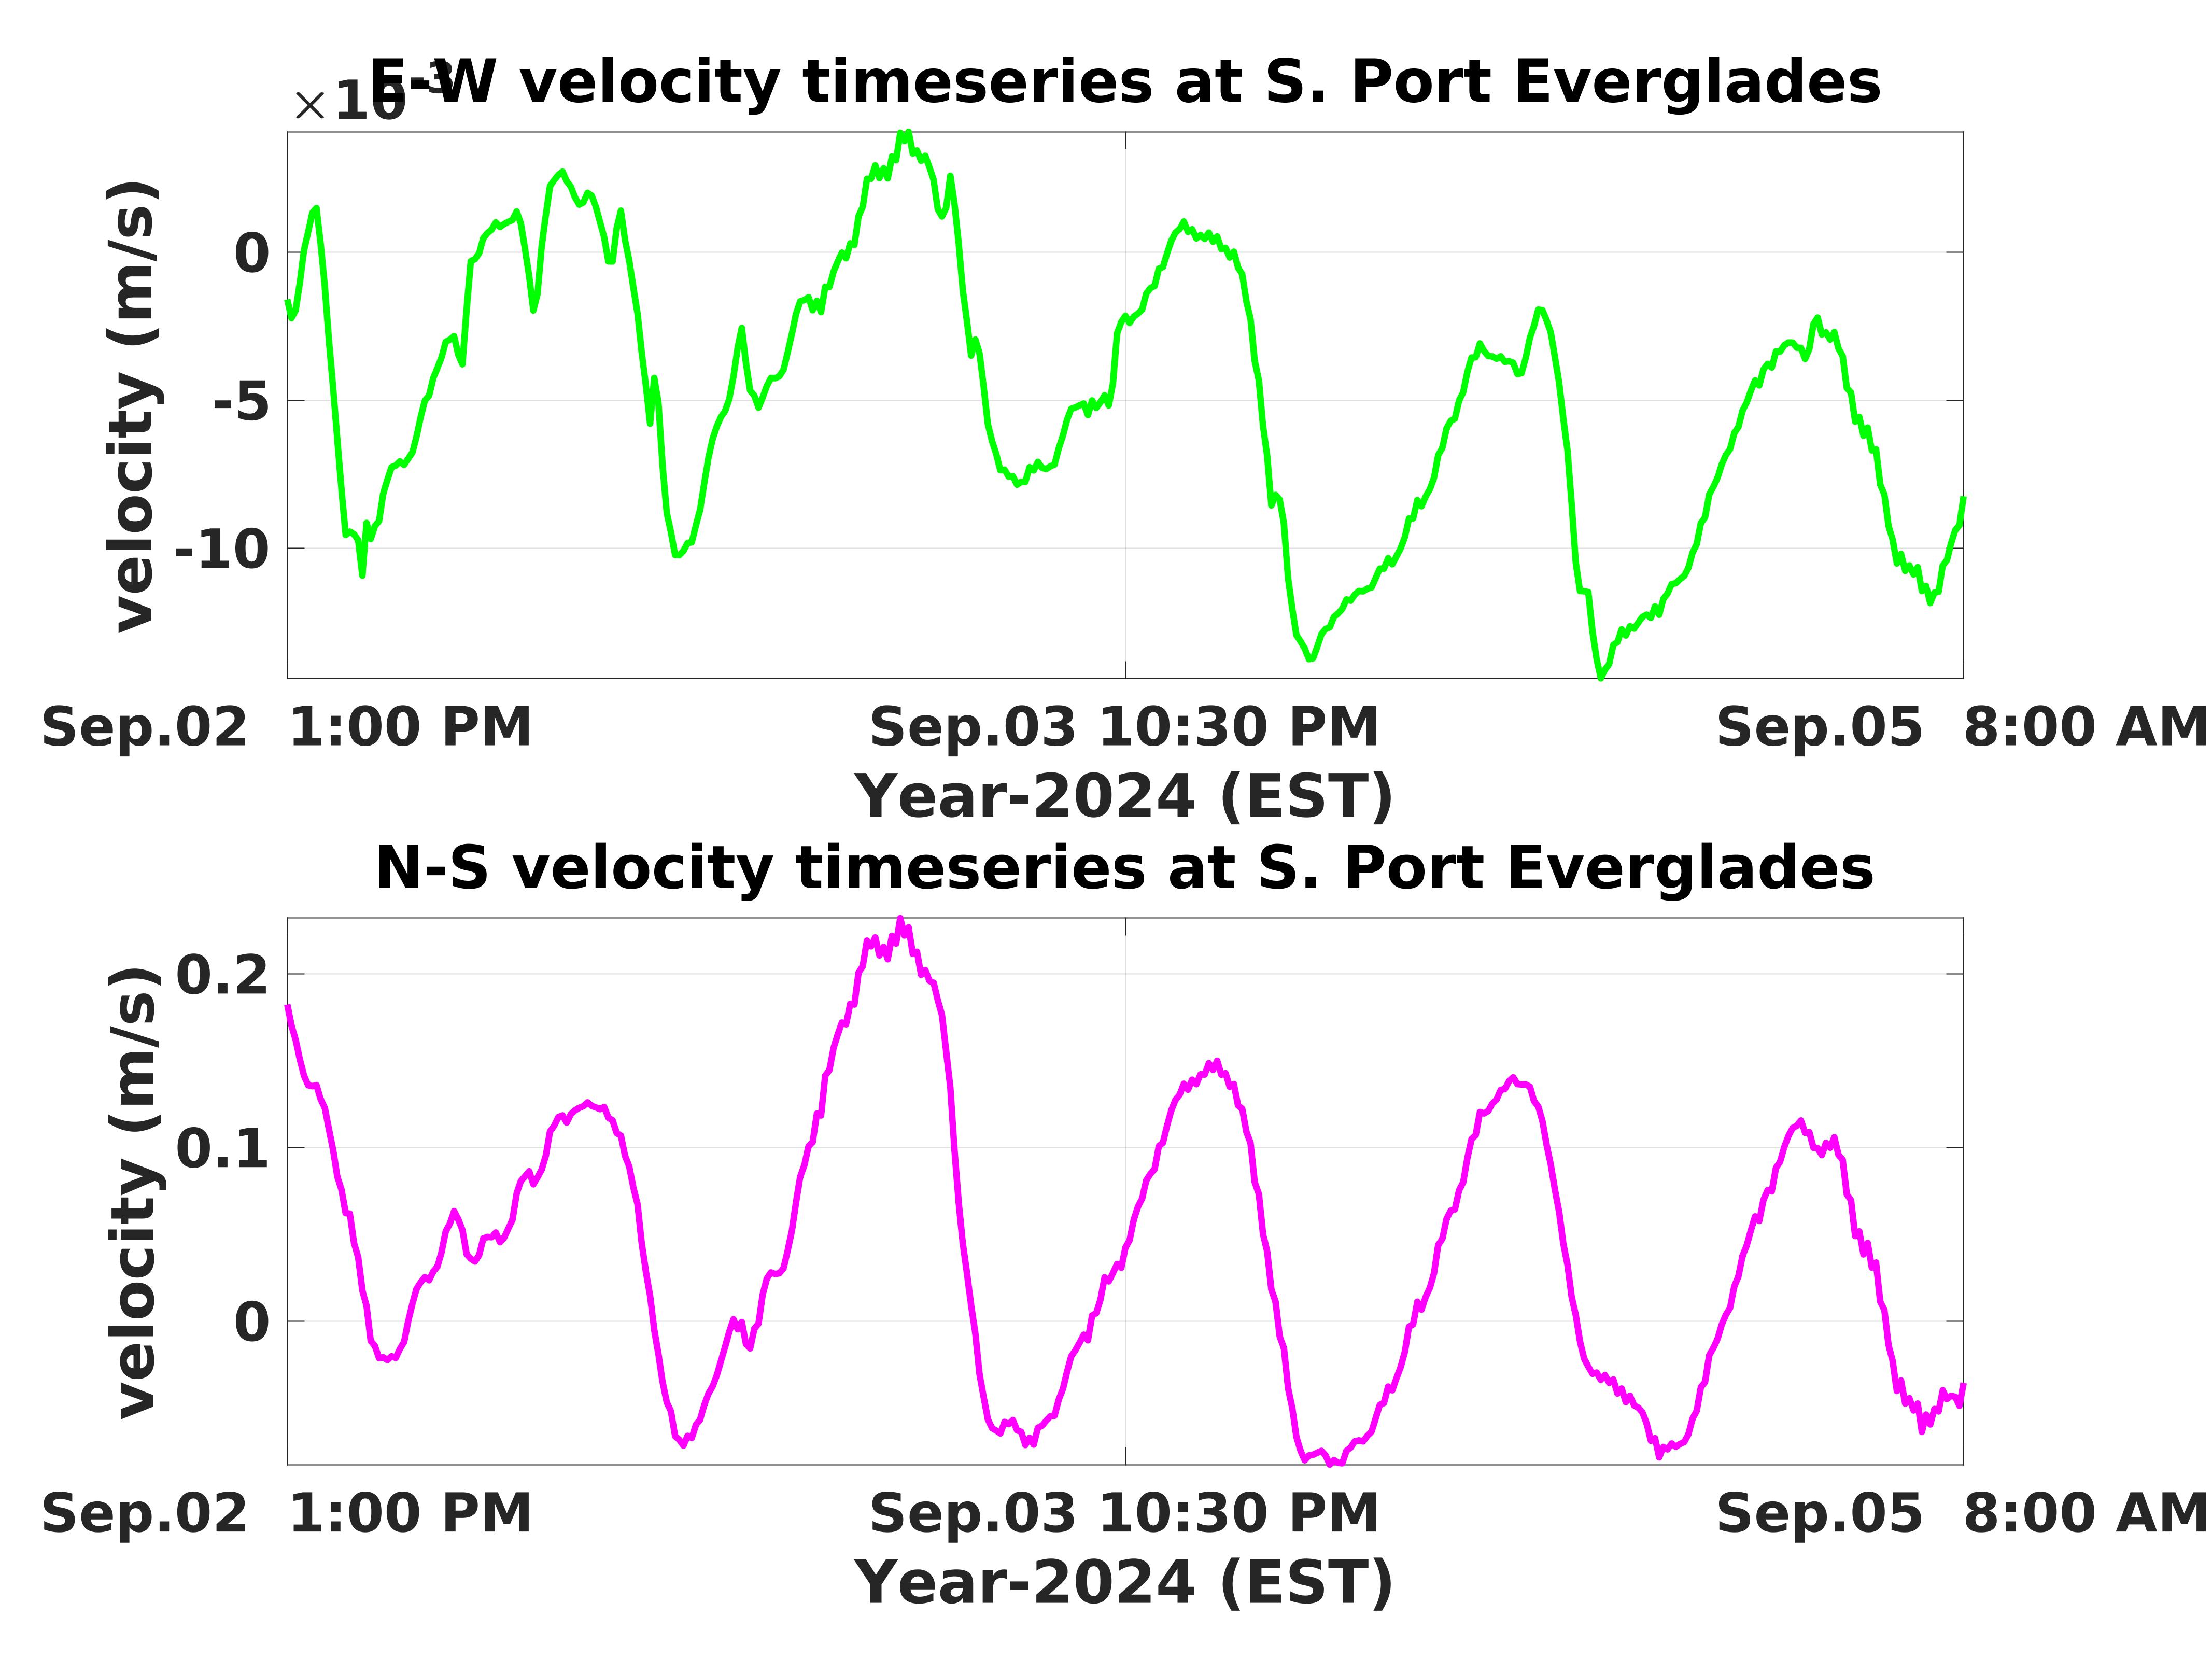 E-W velocity timeseries at S. Port Everglades
×10-3
velocity (m/s)
0
-5
-10
Sep.02 1:00 PM Sep.03 10:30 PM Sep.05 8:00 AM
Year-2024 (EST)
N-S velocity timeseries at S. Port Everglades
velocity (m/s)
0.2
0.1
0
Sep.02 1:00 PM Sep.03 10:30 PM Sep.05 8:00 AM
Year-2024 (EST)